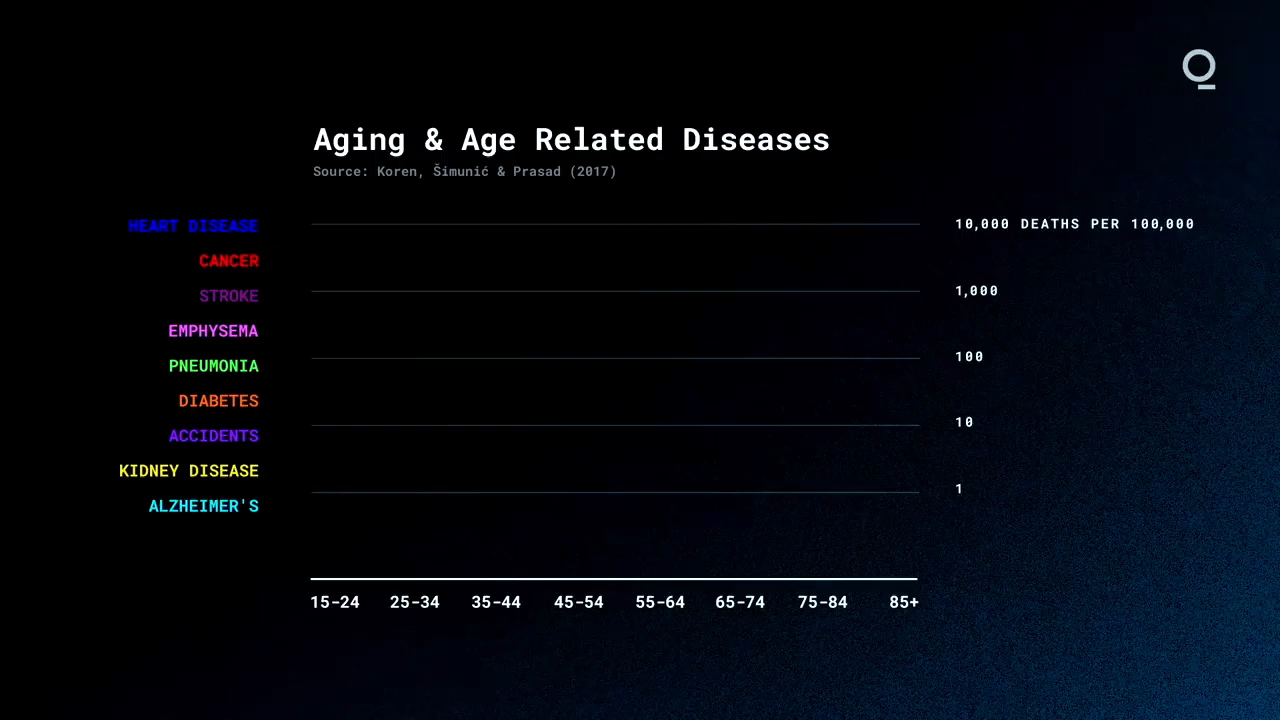 Aging & Age Related Diseases
Source: Koren, Šimunić & Prasad (2017)
HEART DISEASE
CANCER
STROKE
EMPHYSEMA
PNEUMONIA
DIABETES
ACCIDENTS
KIDNEY DISEASE
ALZHEIMER'S
10,000 DEATHS PER 100,000
1,000
100
10
1
15-24 25-34 35-44 45-54 55-64 65-74 75-84 85+